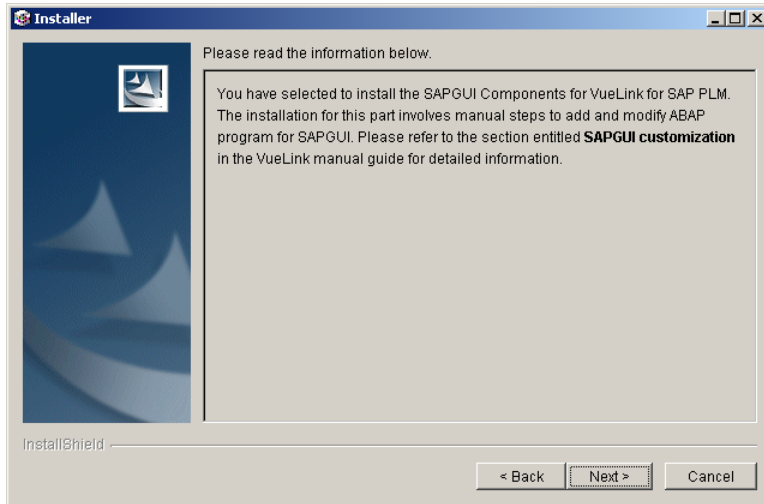 Installer
Please read the information below.
You have selected to install the SAPGUI Components for VueLink for SAP PLM.
The installation for this part involves manual steps to add and modify ABAP
program for SAPGUI. Please refer to the section entitled SAPGUI customization
in the VueLink manual guide for detailed information.
InstallShield
< Back
Next >
Cancel